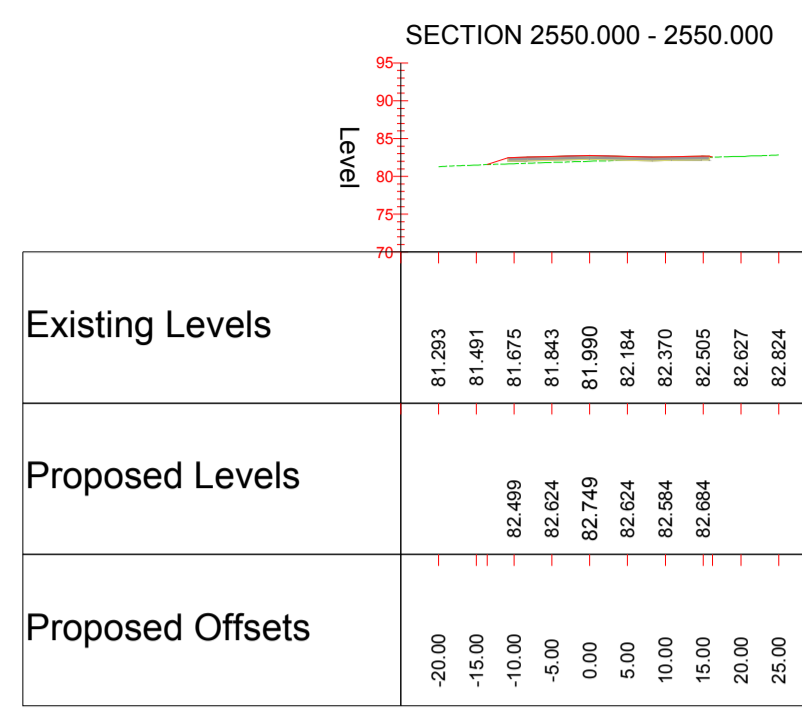 SECTION 2550.000 - 2550.000
95
90
85
80
75
70
Level
Existing Levels
81.293 81.491 81.675 81.843 81.990 82.184 82.370 82.505 82.627 82.824
Proposed Levels
82.499 82.624 82.749 82.624 82.584 82.684
Proposed Offsets
-20.00 -15.00 -10.00 -5.00 0.00 5.00 10.00 15.00 20.00 25.00